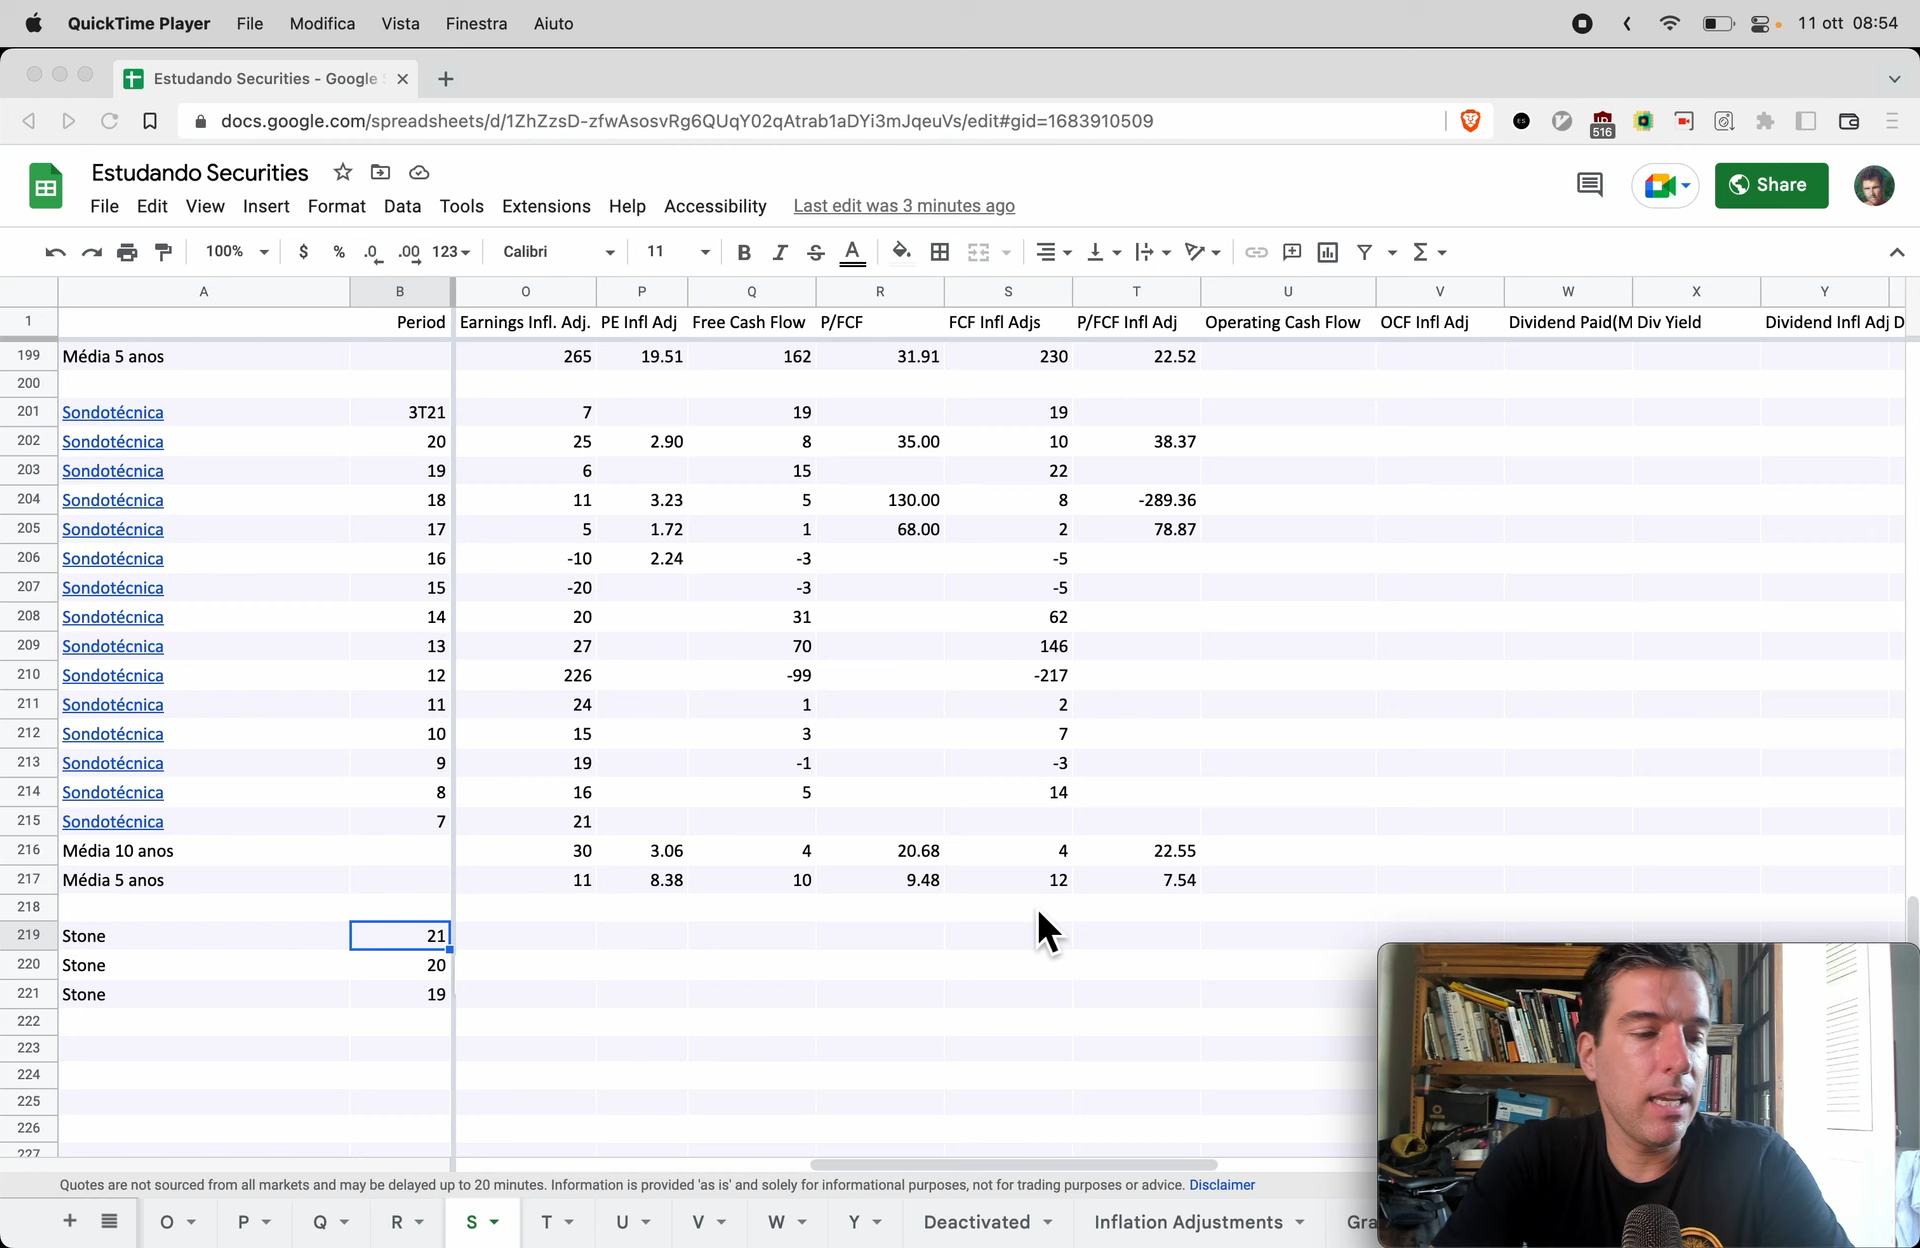 QuickTime Player File Modifica Vista Finestra Aiuto 11 ott 08:54
Estudando Securities - Google
docs.google.com/spreadsheets/d/1ZhZzsD-zfwAsosvRg6QUqY02qAtrab1aDYi3mJqeuVs/edit#gid=1683910509 516
Estudando Securities Share
File Edit View Insert Format Data Tools Extensions Help Accessibility Last edit was 3 minutes ago
100% $ % .0 .00 123 Calibri 11 B I S A
A B O P Q R S T U V W X Y
1 Period Earnings Infl. Adj. PE Infl Adj Free Cash Flow P/FCF FCF Infl Adjs P/FCF Infl Adj Operating Cash Flow OCF Infl Adj Dividend Paid(M Div Yield Dividend Infl Adj D
199 Média 5 anos 265 19.51 162 31.91 230 22.52
200
201 Sondotécnica 3T21 7 19 19
202 Sondotécnica 20 25 2.90 8 35.00 10 38.37
203 Sondotécnica 19 6 15 22
204 Sondotécnica 18 11 3.23 5 130.00 8 -289.36
205 Sondotécnica 17 5 1.72 1 68.00 2 78.87
206 Sondotécnica 16 -10 2.24 -3 -5
207 Sondotécnica 15 -20 -3 -5
208 Sondotécnica 14 20 31 62
209 Sondotécnica 13 27 70 146
210 Sondotécnica 12 226 -99 -217
211 Sondotécnica 11 24 1 2
212 Sondotécnica 10 15 3 7
213 Sondotécnica 9 19 -1 -3
214 Sondotécnica 8 16 5 14
215 Sondotécnica 7 21
216 Média 10 anos 30 3.06 4 20.68 4 22.55
217 Média 5 anos 11 8.38 10 9.48 12 7.54
218
219 Stone 21
220 Stone 20
221 Stone 19
222
223
224
225
226
227
Quotes are not sourced from all markets and may be delayed up to 20 minutes. Information is provided 'as is' and solely for informational purposes, not for trading purposes or advice. Disclaimer
O P Q R S T U V W Y Deactivated Inflation Adjustments Gra